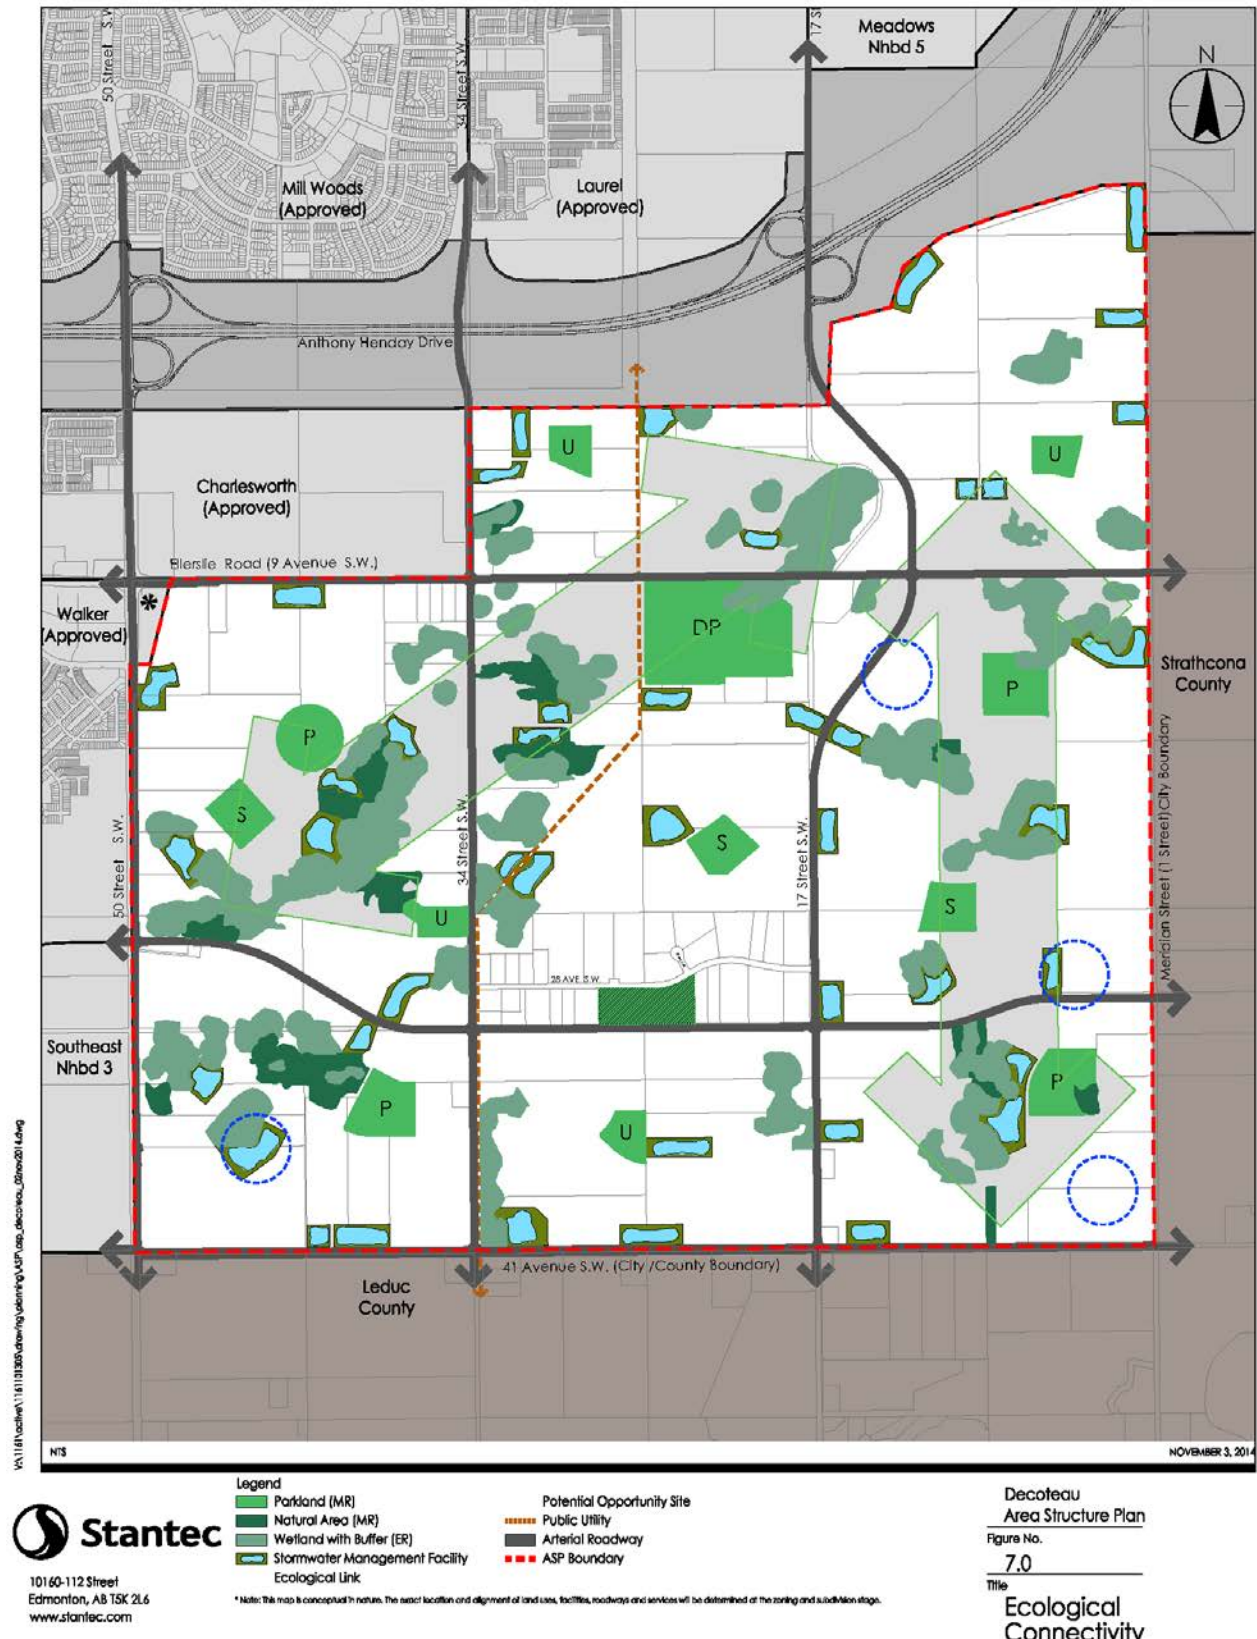 Meadows
Nhbd 5
N
50 Street S.W.
34 Street S.W.
17 St
Mill Woods
(Approved)
Laurel
(Approved)
Anthony Henday Drive
Charlesworth
(Approved)
U
U
Ellerslie Road (9 Avenue S.W.)
*
Walker
(Approved)
DP
Strathcona
County
P
P
S
S
S
U
50 Street S.W.
34 Street S.W.
17 Street S.W.
Meridian Street (1 Street)City Boundary
28 AVE S.W.
Southeast
Nhbd 3
P
P
U
41 Avenue S.W. (City /County Boundary)
Leduc
County
NTS
NOVEMBER 3, 2014
Stantec
10160-112 Street
Edmonton, AB T5K 2L6
www.stantec.com
Legend
Parkland (MR)
Natural Area (MR)
Wetland with Buffer (ER)
Stormwater Management Facility
Ecological Link
Potential Opportunity Site
Public Utility
Arterial Roadway
ASP Boundary
* Note: This map is conceptual in nature. The exact location and alignment of land uses, facilities, roadways and services will be determined at the zoning and subdivision stage.
Decoteau
Area Structure Plan
Figure No.
7.0
Title
Ecological
Connectivity